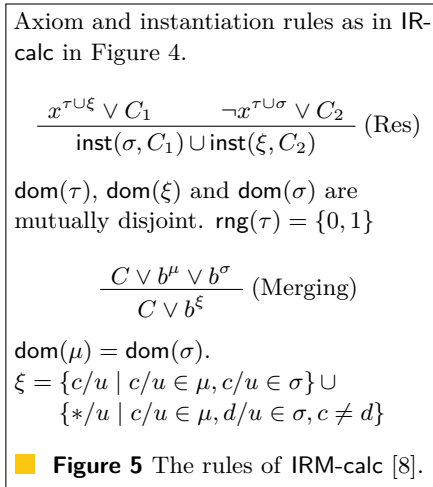 Axiom and instantiation rules as in IR-
calc in Figure 4.
x^{τ∪ξ} ∨ C_1        ¬x^{τ∪σ} ∨ C_2
(Res)
inst(σ, C_1) ∪ inst(ξ, C_2)
dom(τ), dom(ξ) and dom(σ) are
mutually disjoint. rng(τ) = {0, 1}
C ∨ b^μ ∨ b^σ
(Merging)
C ∨ b^ξ
dom(μ) = dom(σ).
ξ = {c/u | c/u ∈ μ, c/u ∈ σ} ∪
{*/u | c/u ∈ μ, d/u ∈ σ, c ≠ d}
Figure 5 The rules of IRM-calc [8].